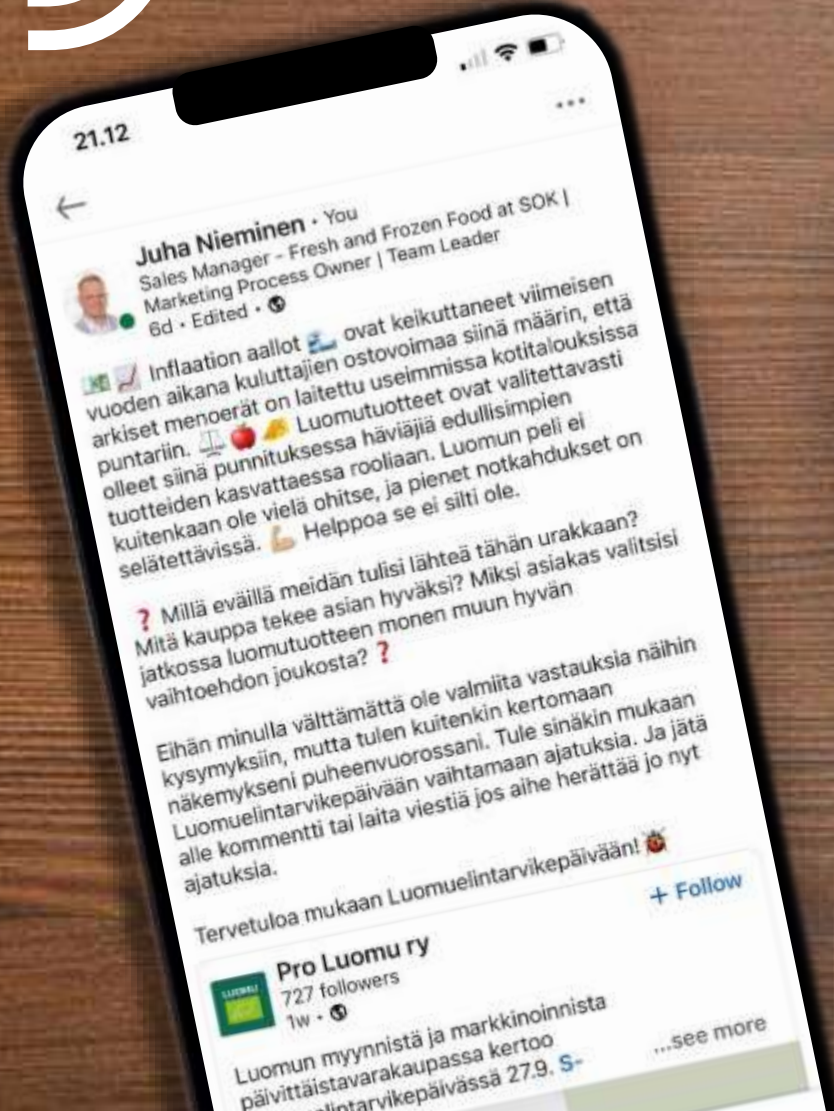 21.12
Juha Nieminen • You
Sales Manager - Fresh and Frozen Food at SOK |
Marketing Process Owner | Team Leader
6d • Edited •
Inflaation aallot 🌊 ovat keikuttaneet viimeisen
vuoden aikana kuluttajien ostovoimaa siinä määrin, että
arkiset menoerät on laitettu useimmissa kotitalouksissa
puntariin. ⚖️ 🍎 🧀 Luomutuotteet ovat valitettavasti
olleet siinä punnituksessa häviäjiä edullisimpien
tuotteiden kasvattaessa rooliaan. Luomun peli ei
kuitenkaan ole vielä ohitse, ja pienet notkahdukset on
selätettävissä. 💪🏼 Helppoa se ei silti ole.
❓ Millä eväillä meidän tulisi lähteä tähän urakkaan?
Mitä kauppa tekee asian hyväksi? Miksi asiakas valitsisi
jatkossa luomutuotteen monen muun hyvän
vaihtoehdon joukosta? ❓
Eihän minulla välttämättä ole valmiita vastauksia näihin
kysymyksiin, mutta tulen kuitenkin kertomaan
näkemykseni puheenvuorossani. Tule sinäkin mukaan
Luomuelintarvikepäivään vaihtamaan ajatuksia. Ja jätä
alle kommentti tai laita viestiä jos aihe herättää jo nyt
ajatuksia.
Tervetuloa mukaan Luomuelintarvikepäivään! 🐞
+ Follow
Pro Luomu ry
727 followers
1w •
LUOMU
Luomun myynnistä ja markkinoinnista
päivittäistavarakaupassa kertoo
elintarvikepäivässä 27.9. S-
...see more